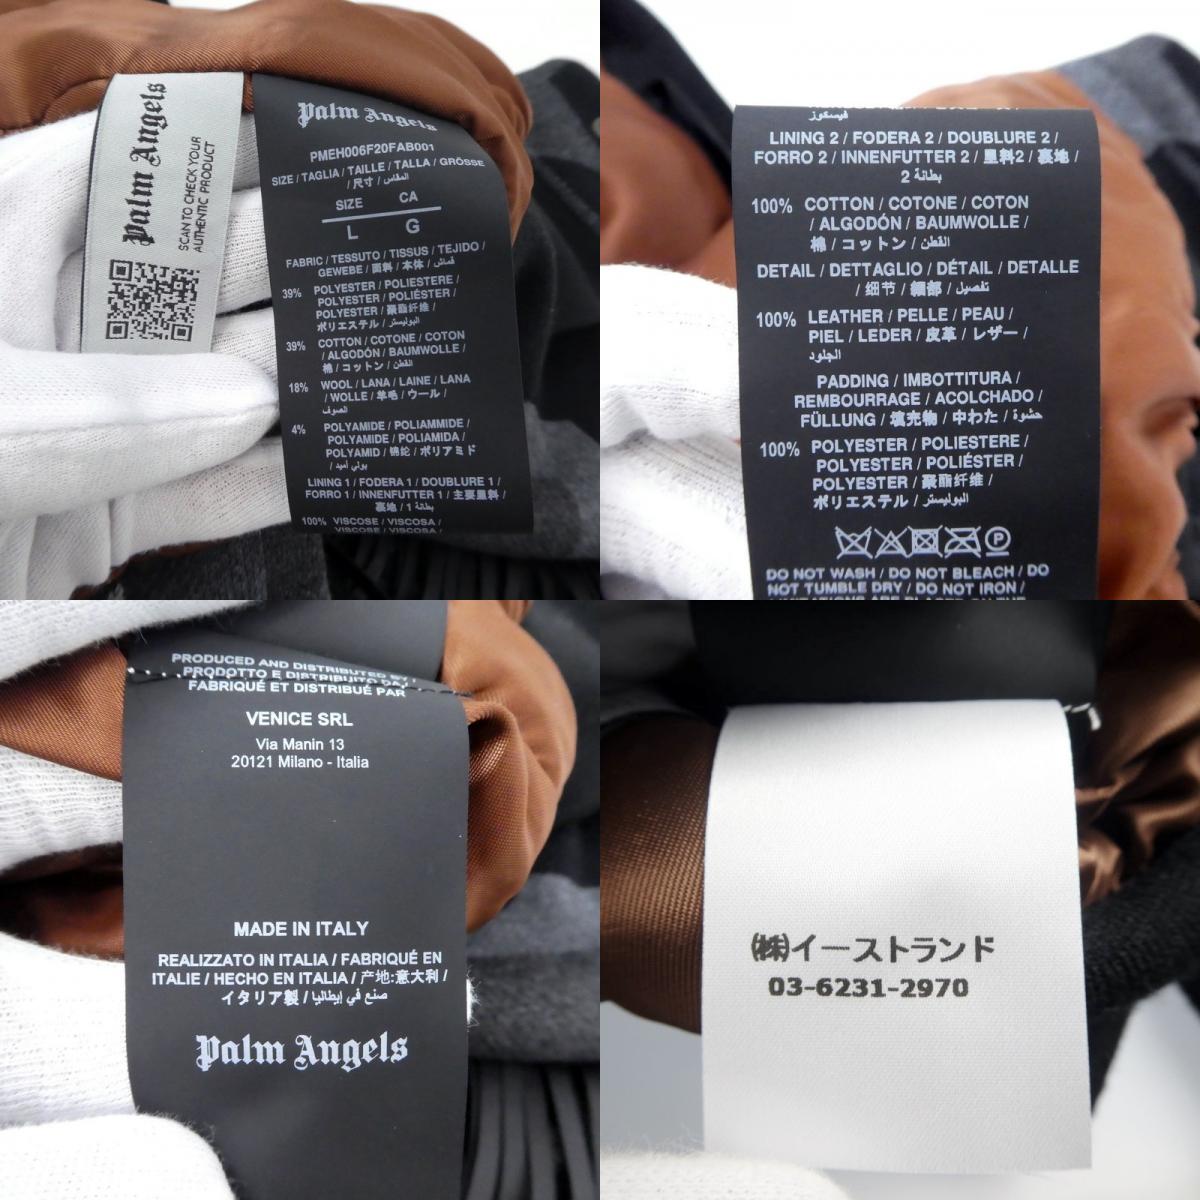 Palm Angels
SCAN TO CHECK YOUR
AUTHENTIC PRODUCT
Palm Angels
PMEH006F20FAB001
SIZE / TAGLIA / TAILLE / TALLA / GRÖSSE
/ 尺寸 / المقاس
SIZE CA
L G
FABRIC / TESSUTO / TISSUS / TEJIDO /
GEWEBE / 面料 / 本体 / قماش
39% POLYESTER / POLIESTERE /
POLYESTER / POLIÉSTER /
POLYESTER / 聚酯纤维 /
ポリエステル / البوليستر
39% COTTON / COTONE / COTON
/ ALGODÓN / BAUMWOLLE /
棉 / コットン / القطن
18% WOOL / LANA / LAINE / LANA
/ WOLLE / 羊毛 / ウール /
الصوف
4% POLYAMIDE / POLIAMMIDE /
POLYAMIDE / POLIAMIDA /
POLYAMID / 锦纶 / ポリアミド
/ بولي أميد
LINING 1 / FODERA 1 / DOUBLURE 1 /
FORRO 1 / INNENFUTTER 1 / 主要里料 /
裏地 / بطانة 1
100% VISCOSE / VISCOSA /
VISCOSE / VISCOSA /
فيسكوز
LINING 2 / FODERA 2 / DOUBLURE 2 /
FORRO 2 / INNENFUTTER 2 / 里料2 / 裏地 /
بطانة 2
100% COTTON / COTONE / COTON
/ ALGODÓN / BAUMWOLLE /
棉 / コットン / القطن
DETAIL / DETTAGLIO / DÉTAIL / DETALLE
/ 细节 / 細部 / تفصيل
100% LEATHER / PELLE / PEAU /
PIEL / LEDER / 皮革 / レザー /
الجلود
PADDING / IMBOTTITURA /
REMBOURRAGE / ACOLCHADO /
FÜLLUNG / 填充物 / 中わた / حشوة
100% POLYESTER / POLIESTERE /
POLYESTER / POLIÉSTER /
POLYESTER / 聚酯纤维 /
ポリエステル / البوليستر
P
DO NOT WASH / DO NOT BLEACH / DO
NOT TUMBLE DRY / DO NOT IRON /
PRODUCED AND DISTRIBUTED BY /
PRODOTTO E DISTRIBUITO DA /
FABRIQUÉ ET DISTRIBUÉ PAR
VENICE SRL
Via Manin 13
20121 Milano - Italia
MADE IN ITALY
REALIZZATO IN ITALIA / FABRIQUÉ EN
ITALIE / HECHO EN ITALIA / 产地:意大利 /
イタリア製 / صنع في إيطاليا
Palm Angels
㈱イーストランド
03-6231-2970